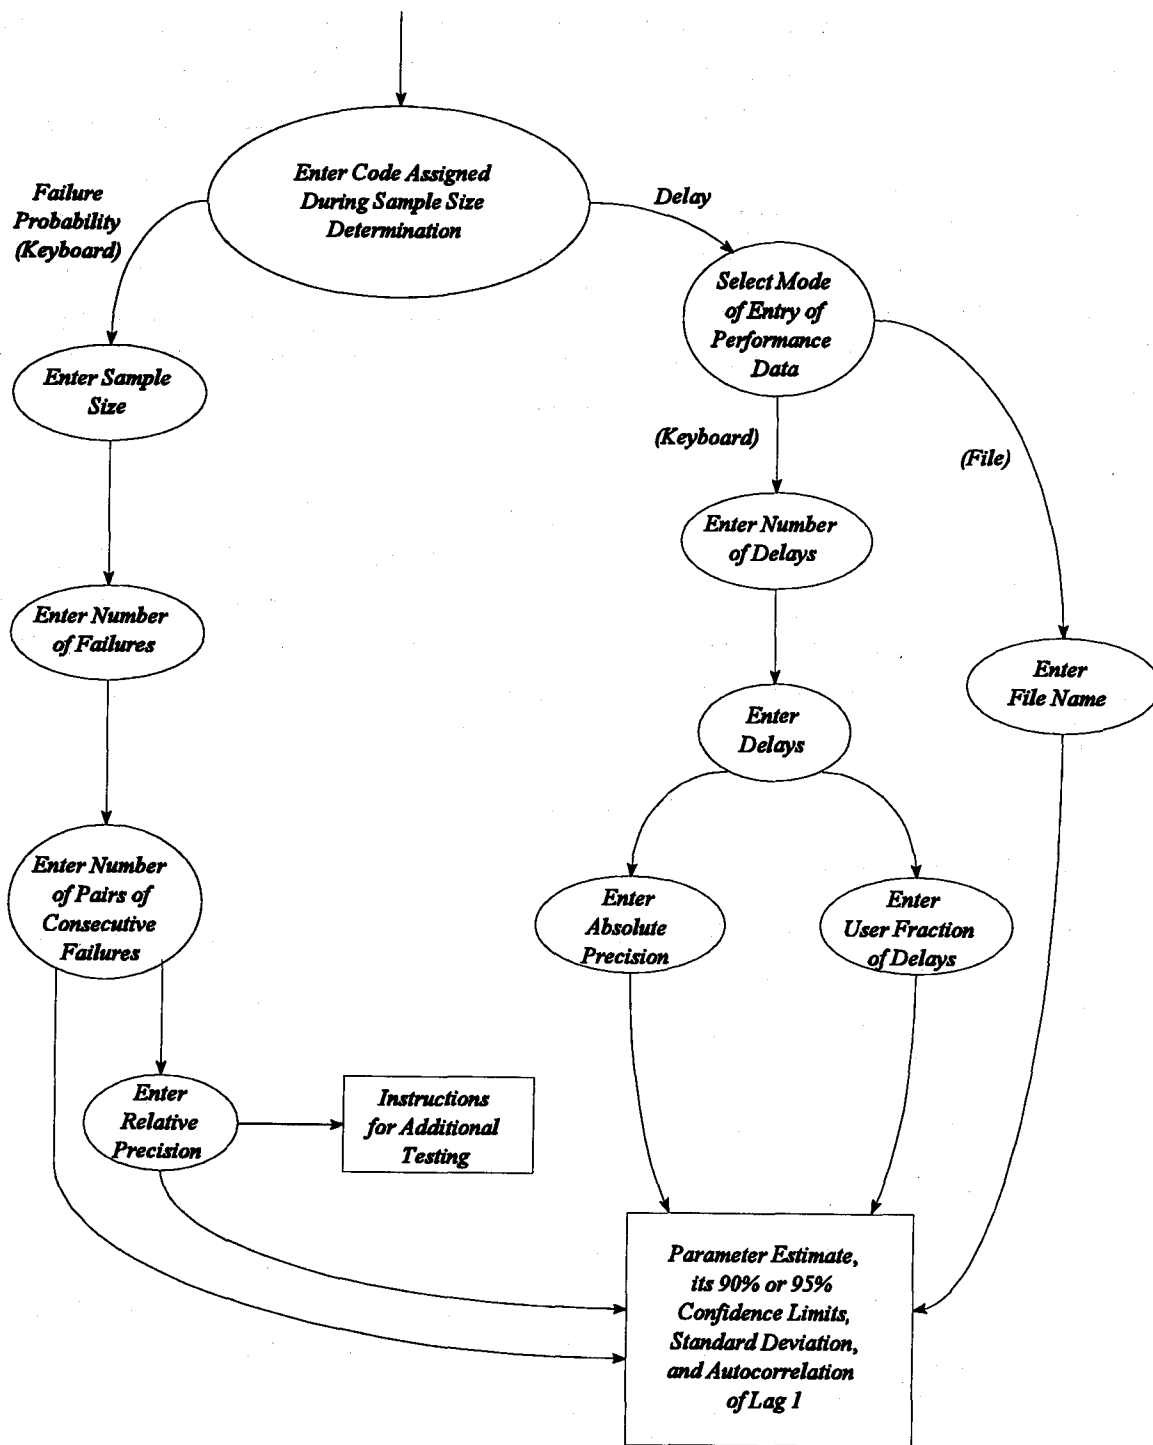 Enter Code Assigned
During Sample Size
Determination
Failure
Probability
(Keyboard)
Delay
Select Mode
of Entry of
Performance
Data
Enter Sample
Size
(Keyboard)
(File)
Enter Number
of Delays
Enter Number
of Failures
Enter
File Name
Enter
Delays
Enter Number
of Pairs of
Consecutive
Failures
Enter
Absolute
Precision
Enter
User Fraction
of Delays
Enter
Relative
Precision
Instructions
for Additional
Testing
Parameter Estimate,
its 90% or 95%
Confidence Limits,
Standard Deviation,
and Autocorrelation
of Lag 1